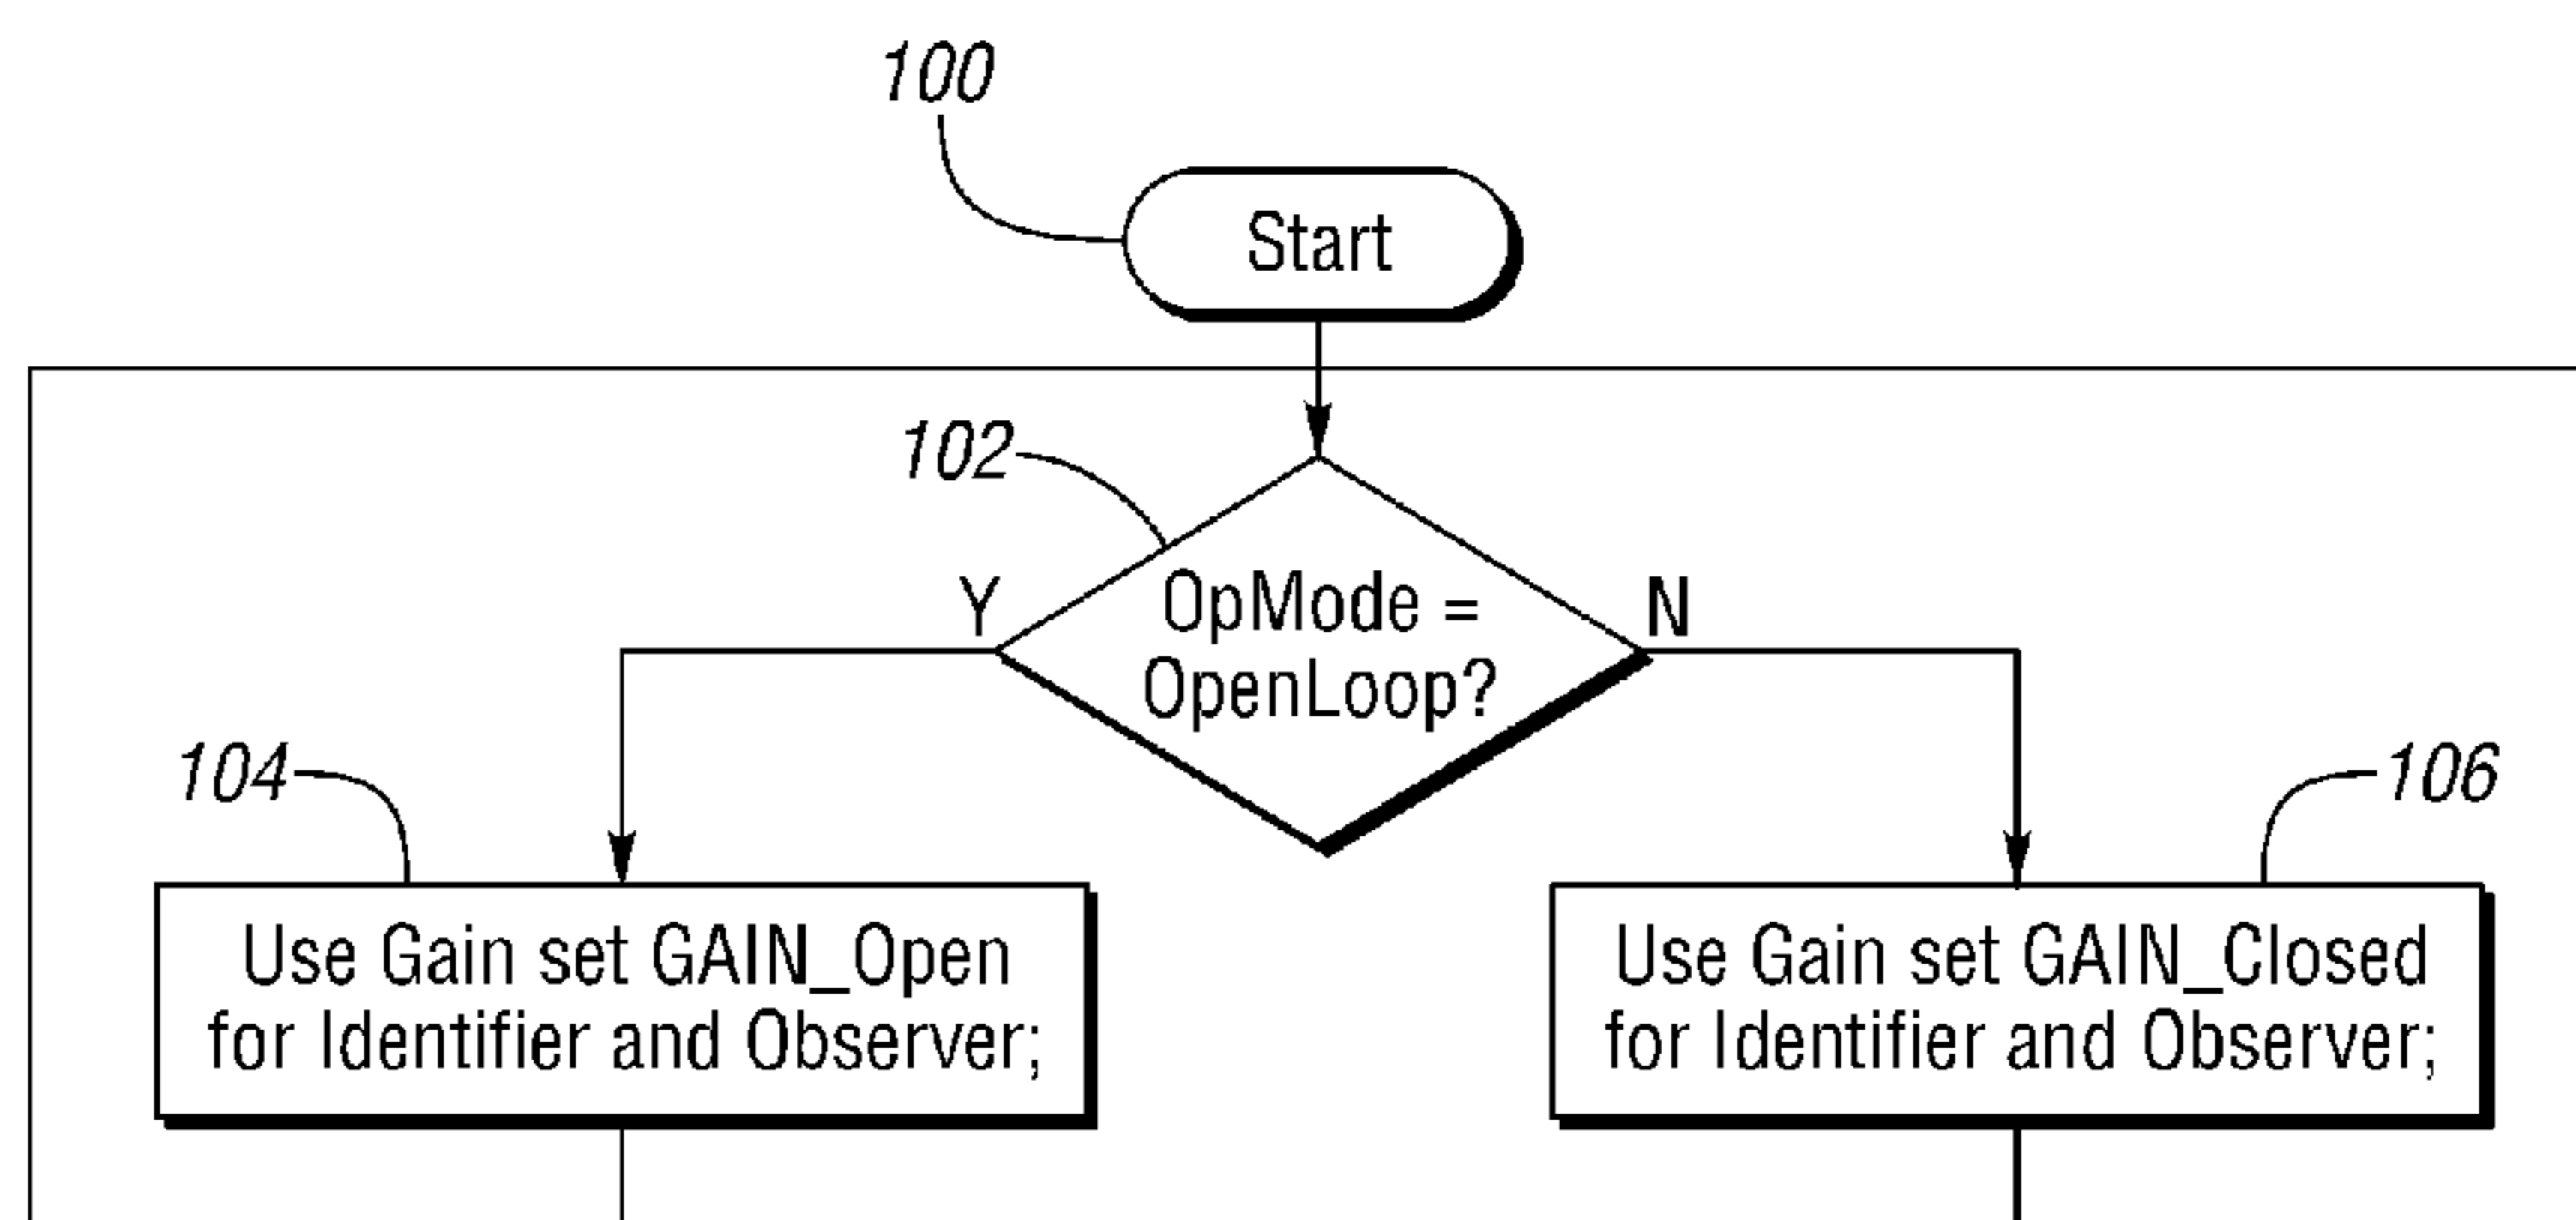 100
Start
102
Y
OpMode =
OpenLoop?
N
104
106
Use Gain set GAIN_Open
for Identifier and Observer;
Use Gain set GAIN_Closed
for Identifier and Observer;